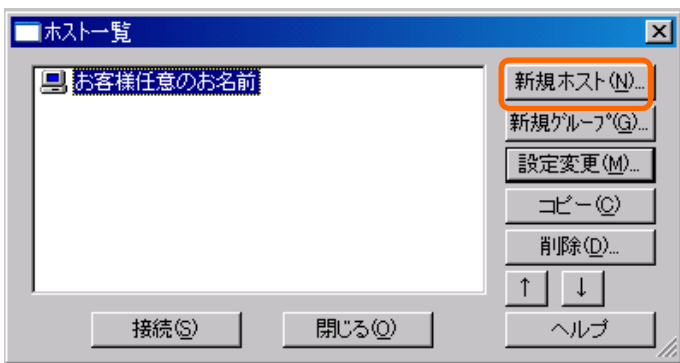 ホスト一覧
お客様任意のお名前
新規ホスト(N)...
新規ｸﾞﾙｰﾌﾟ(G)...
設定変更(M)...
コピー(C)
削除(D)...
↑ ↓
接続(S) 閉じる(O) ヘルプ